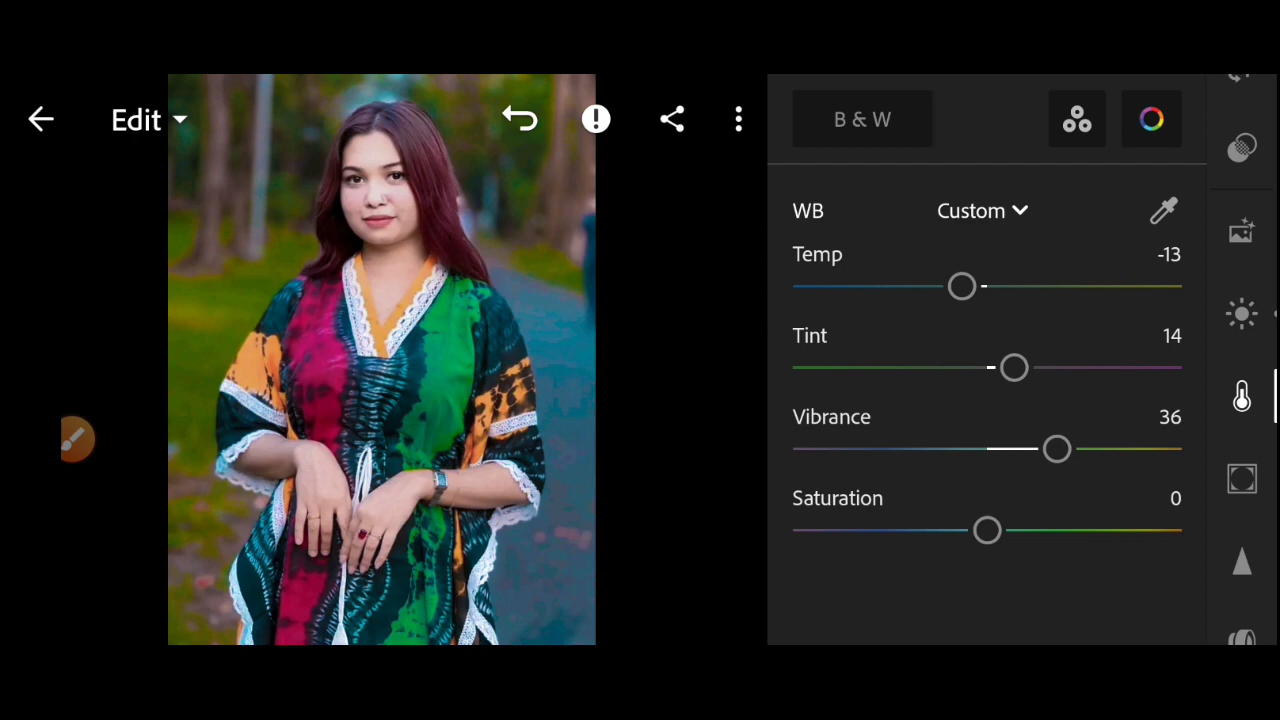 Edit
B & W
WB Custom
Temp -13
Tint 14
Vibrance 36
Saturation 0